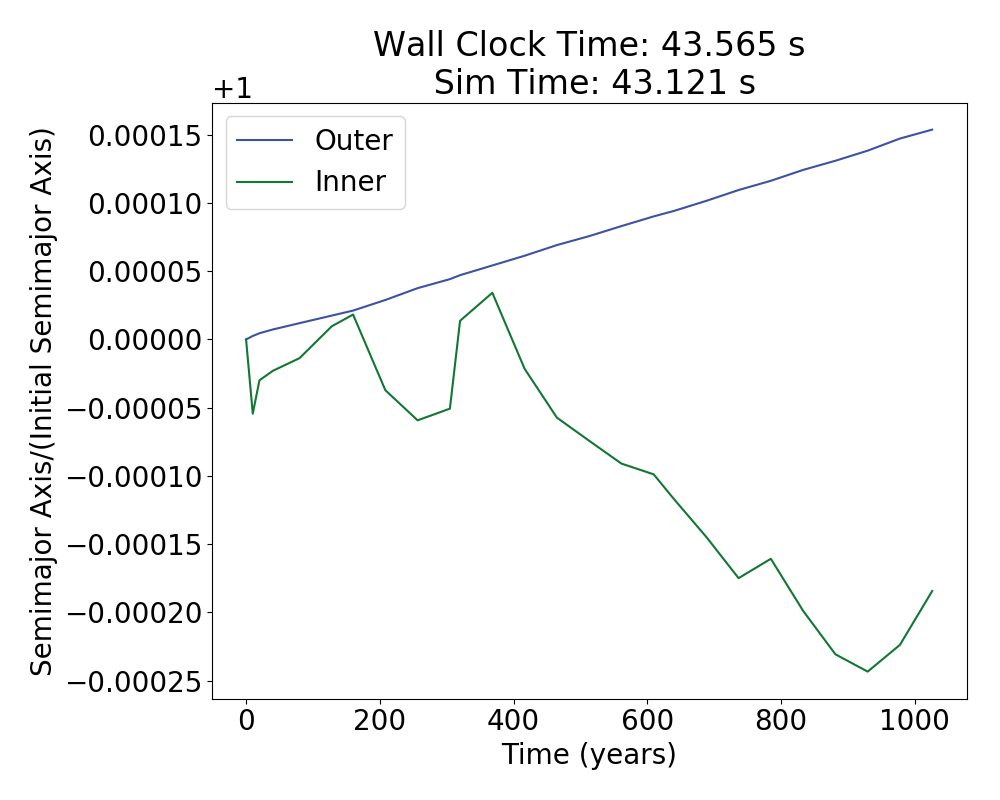 Wall Clock Time: 43.565 s
Sim Time: 43.121 s
+1
Outer
Inner
0.00015
0.00010
0.00005
0.00000
−0.00005
−0.00010
−0.00015
−0.00020
−0.00025
Semimajor Axis/(Initial Semimajor Axis)
0 200 400 600 800 1000
Time (years)